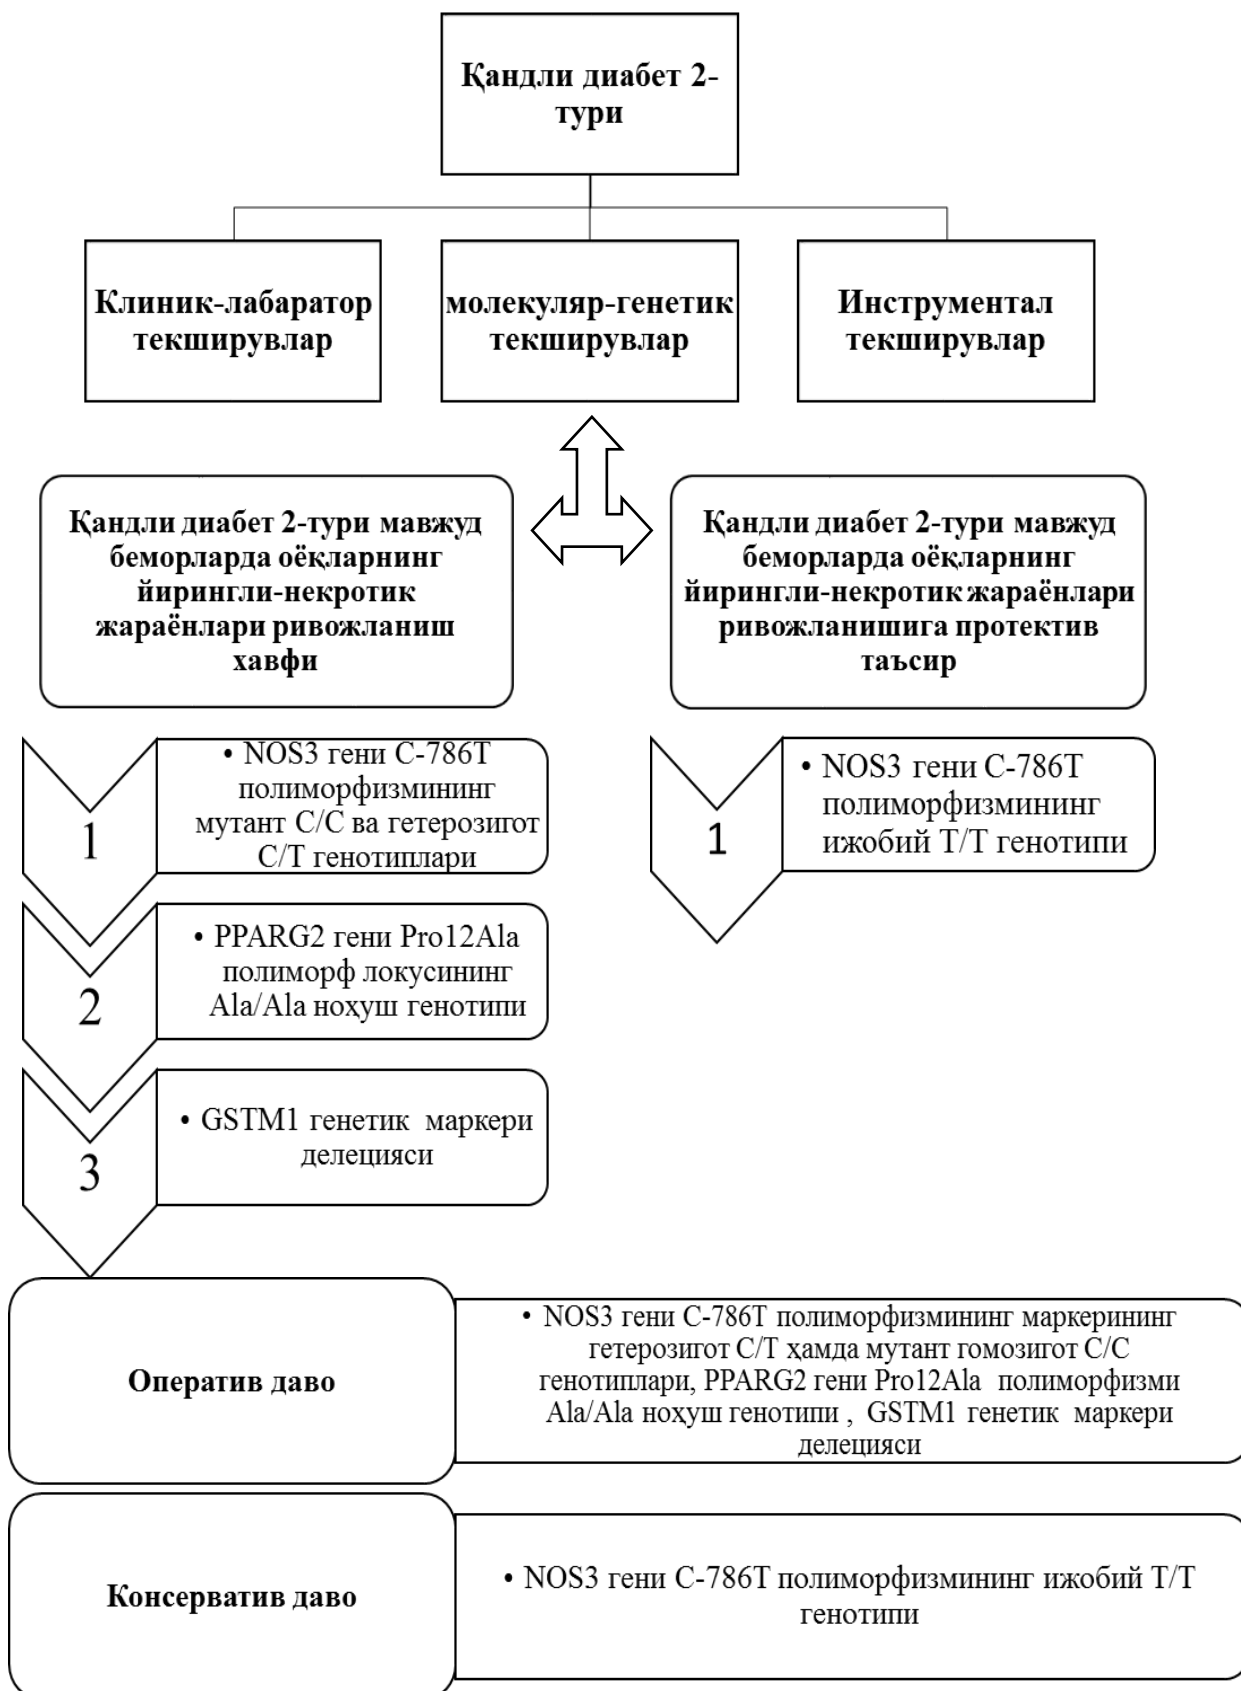 Қандли диабет 2-
тури
Клиник-лабаратор
текширувлар
молекуляр-генетик
текширувлар
Инструментал
текширувлар
Қандли диабет 2-тури мавжуд
беморларда оёқларнинг
йирингли-некротик
жараёнлари ривожланиш
хавфи
Қандли диабет 2-тури мавжуд
беморларда оёқларнинг
йирингли-некротик жараёнлари
ривожланишига протектив
таъсир
1
• NOS3 гени C-786T
полиморфизмининг
мутант C/C ва гетерозигот
C/T генотиплари
2
• PPARG2 гени Pro12Ala
полиморф локусининг
Ala/Ala ноҳуш генотипи
3
• GSTM1 генетик маркери
делецияси
1
• NOS3 гени C-786T
полиморфизмининг
ижобий T/T генотипи
Оператив даво
• NOS3 гени C-786T полиморфизмининг маркерининг
гетерозигот C/T ҳамда мутант гомозигот C/C
генотиплари, PPARG2 гени Pro12Ala полиморфизми
Ala/Ala ноҳуш генотипи , GSTM1 генетик маркери
делецияси
Консерватив даво
• NOS3 гени C-786T полиморфизмининг ижобий T/T
генотипи